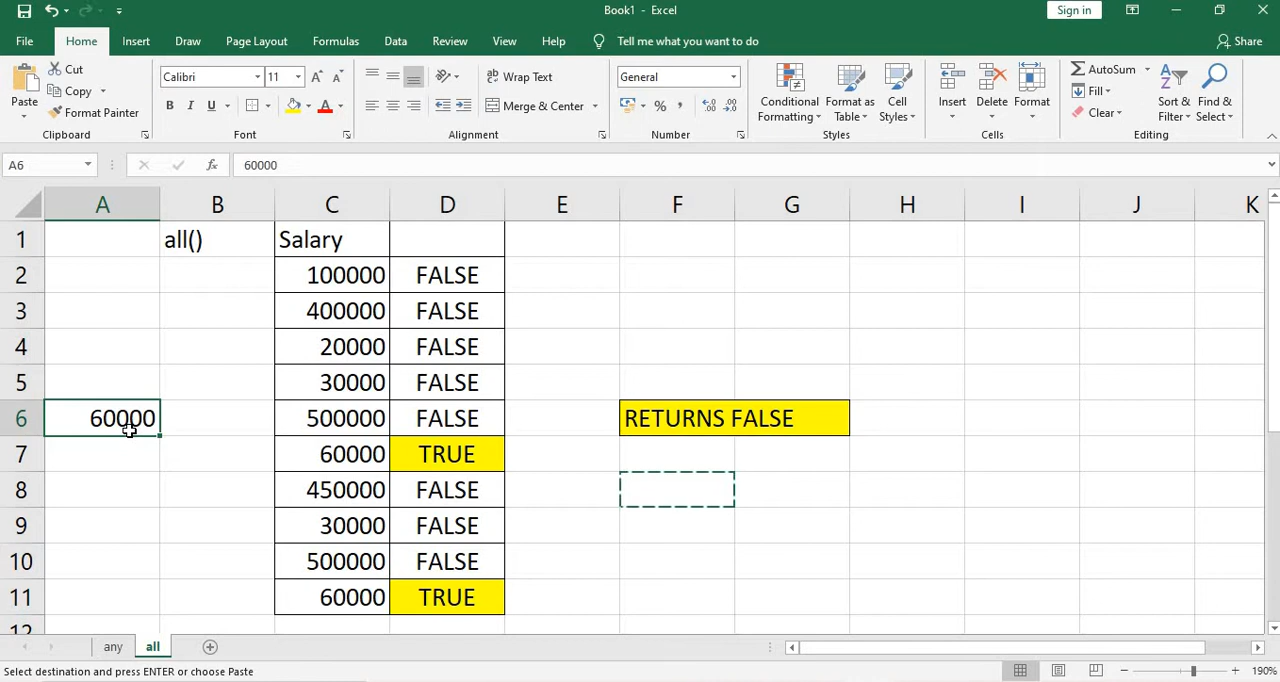 Book1 - Excel
Sign in
File Home Insert Draw Page Layout Formulas Data Review View Help Tell me what you want to do Share
Paste Cut Copy Format Painter
Calibri 11
B I U A
Wrap Text
Merge & Center
General
% ,
Conditional Formatting
Format as Table
Cell Styles
Insert Delete Format
AutoSum
Fill
Clear
Sort & Filter
Find & Select
Clipboard Font Alignment Number Styles Cells Editing
A6 fx 60000
A B C D E F G H I J K
1 all() Salary
2 100000 FALSE
3 400000 FALSE
4 20000 FALSE
5 30000 FALSE
6 60000 500000 FALSE RETURNS FALSE
7 60000 TRUE
8 450000 FALSE
9 30000 FALSE
10 500000 FALSE
11 60000 TRUE
12
any all
Select destination and press ENTER or choose Paste 190%